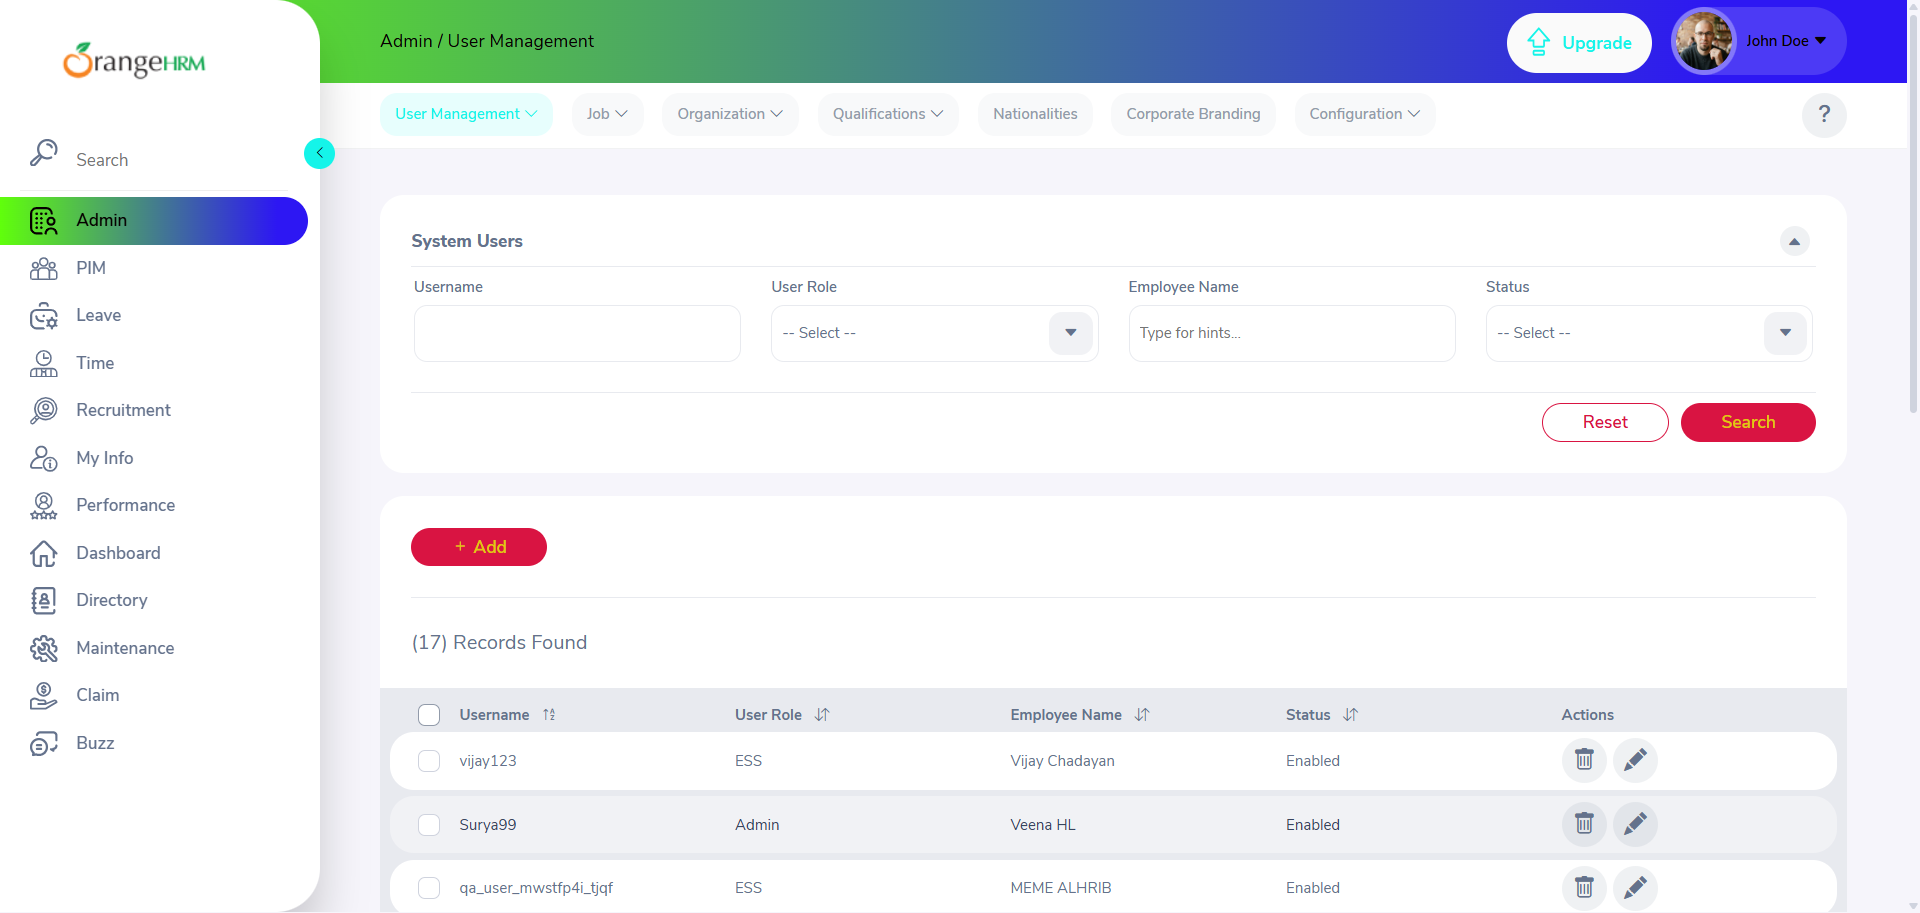 OrangeHRM
Admin / User Management
Upgrade
John Doe
Search
Admin
PIM
Leave
Time
Recruitment
My Info
Performance
Dashboard
Directory
Maintenance
Claim
Buzz
User Management
Job
Organization
Qualifications
Nationalities
Corporate Branding
Configuration
?
System Users
Username
User Role
Employee Name
Status
-- Select --
Type for hints...
-- Select --
Reset
Search
+ Add
(17) Records Found
Username User Role Employee Name Status Actions
vijay123 ESS Vijay Chadayan Enabled
Surya99 Admin Veena HL Enabled
qa_user_mwstfp4i_tjqf ESS MEME ALHRIB Enabled